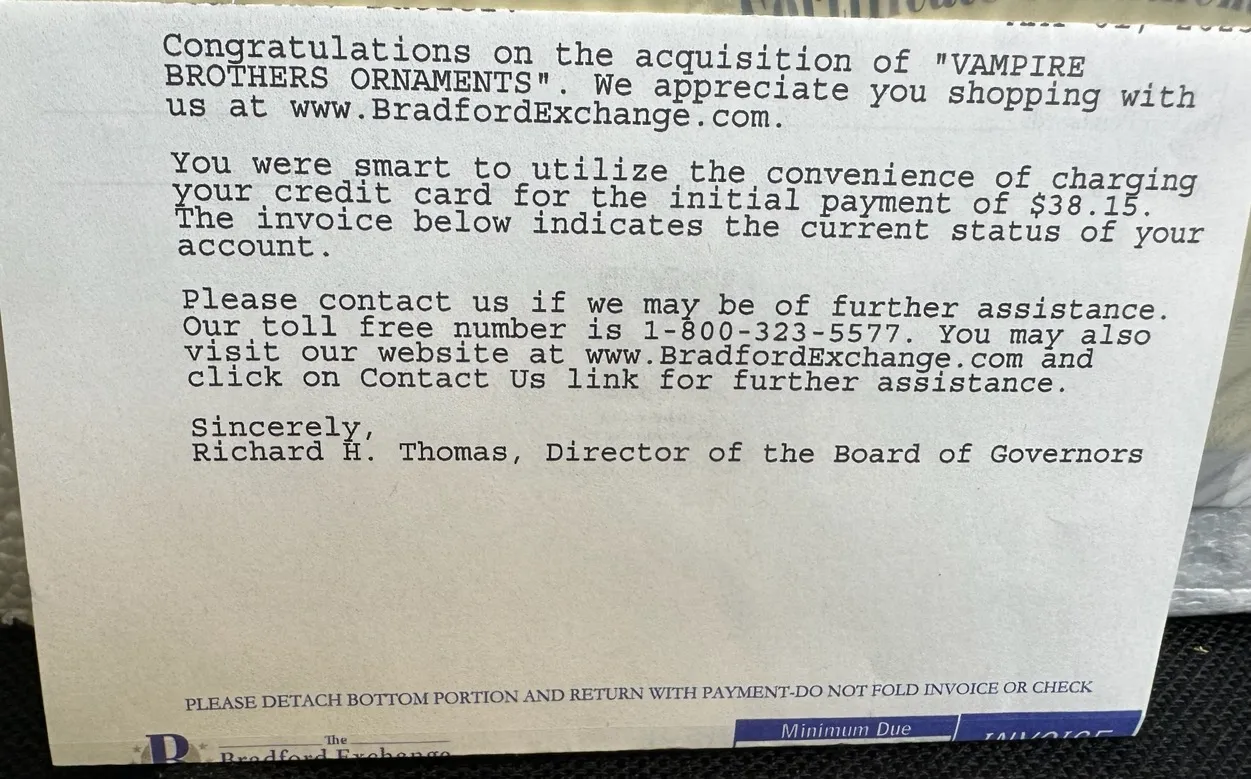 Congratulations on the acquisition of "VAMPIRE
BROTHERS ORNAMENTS". We appreciate you shopping with
us at www.BradfordExchange.com.
You were smart to utilize the convenience of charging
your credit card for the initial payment of $38.15.
The invoice below indicates the current status of your
account.
Please contact us if we may be of further assistance.
Our toll free number is 1-800-323-5577. You may also
visit our website at www.BradfordExchange.com and
click on Contact Us link for further assistance.
Sincerely,
Richard H. Thomas, Director of the Board of Governors
PLEASE DETACH BOTTOM PORTION AND RETURN WITH PAYMENT-DO NOT FOLD INVOICE OR CHECK
Minimum Due
INVOICE
The
Bradford Exchange